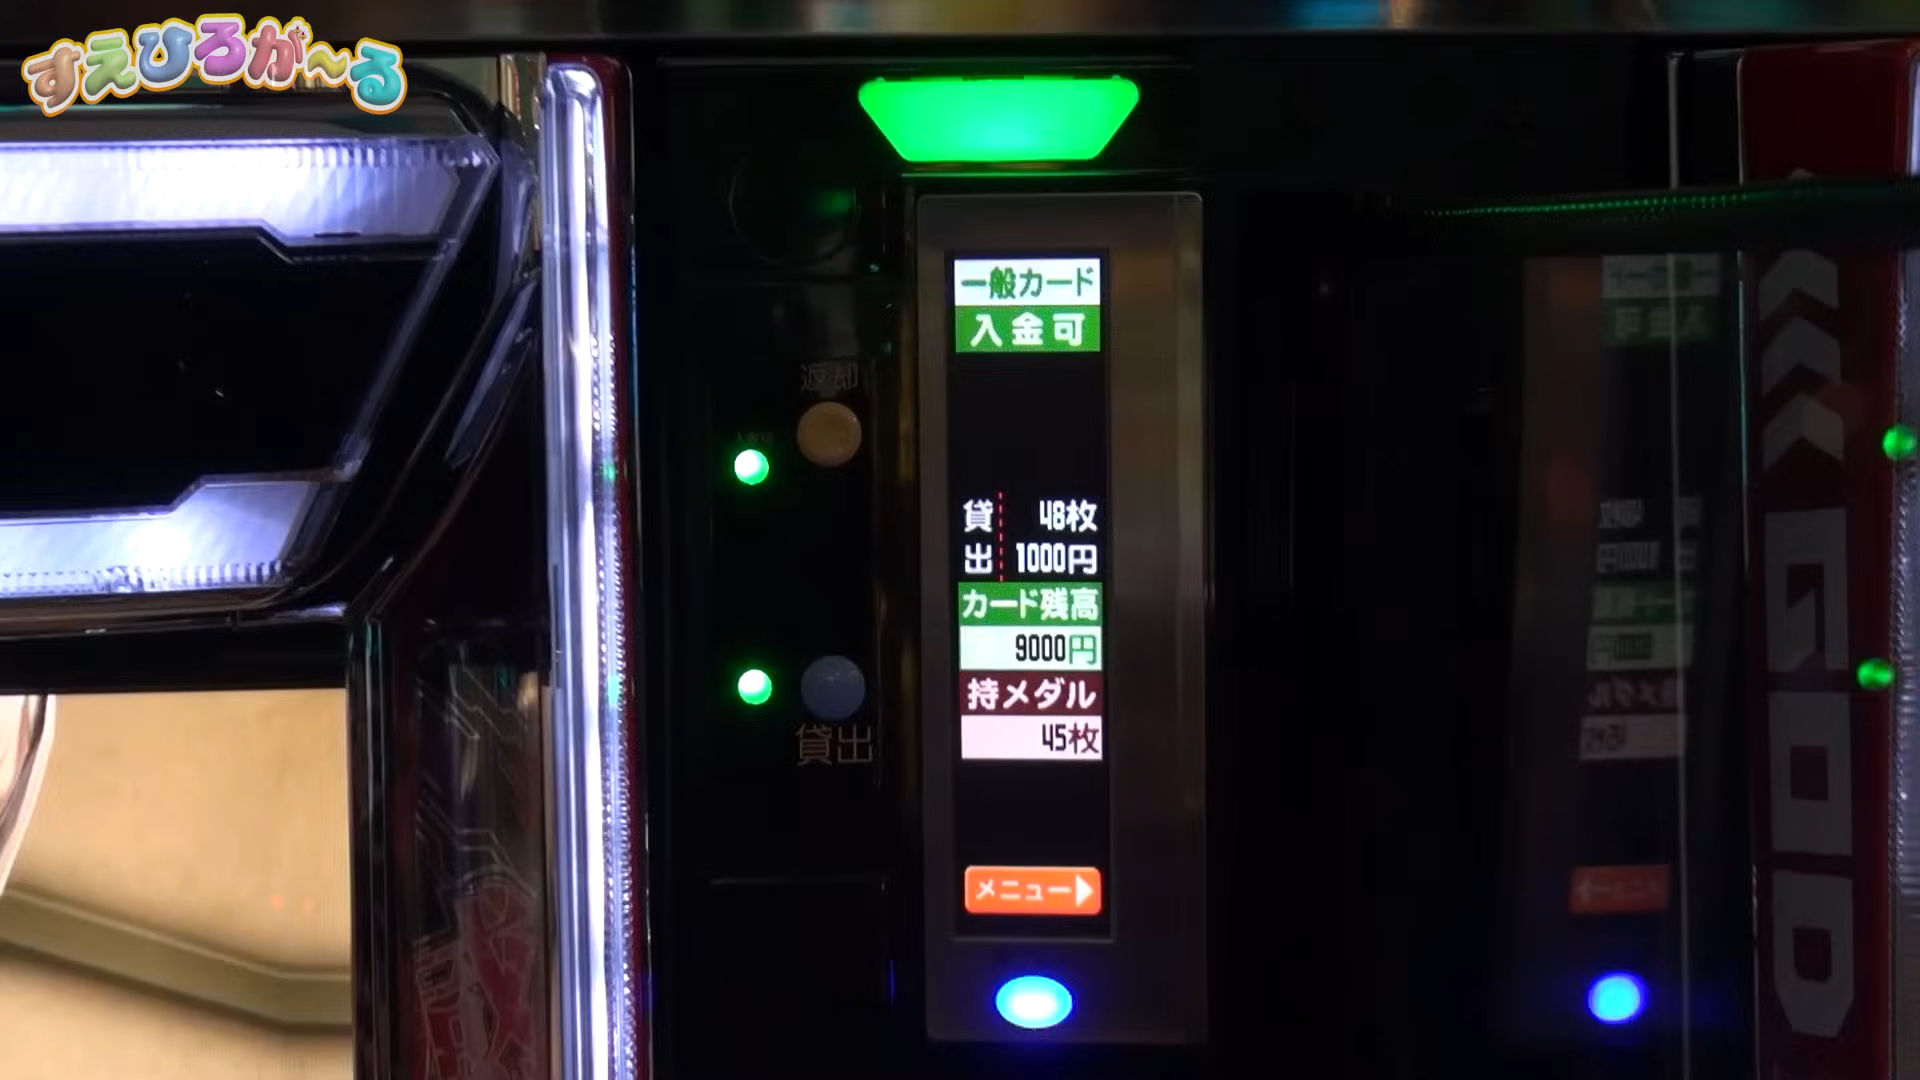 すえひろが〜る
一般カード
入金可
返却
貸出 48枚
1000円
カード残高
9000円
持メダル
45枚
貸出
メニュー
GOD